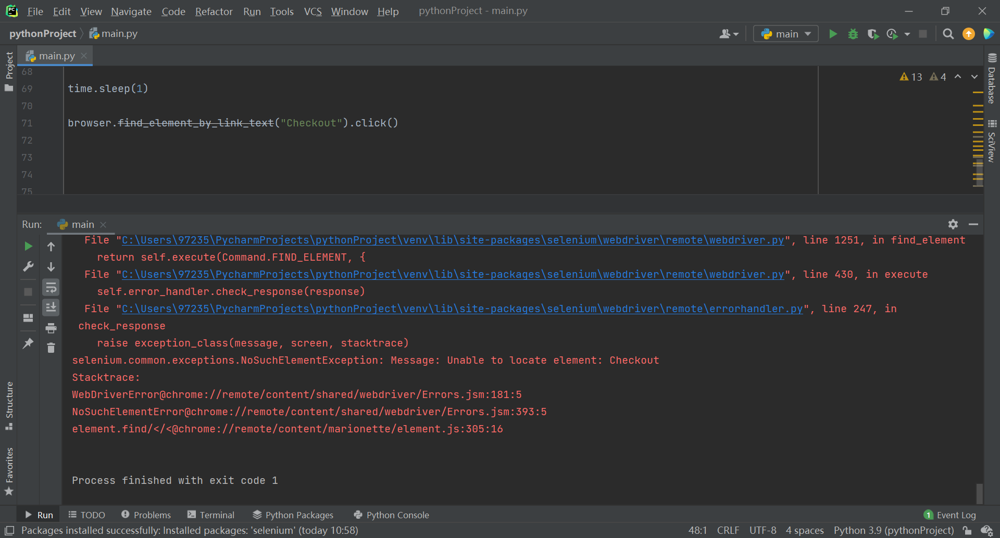 PC File Edit View Navigate Code Refactor Run Tools VCS Window Help pythonProject - main.py
pythonProject main.py main
Project
main.py
68
69 time.sleep(1)
70
71 browser.find_element_by_link_text("Checkout").click()
72
73
74
75
13 4
Database
SciView
Run: main
File "C:\Users\97235\PycharmProjects\pythonProject\venv\lib\site-packages\selenium\webdriver\remote\webdriver.py", line 1251, in find_element
return self.execute(Command.FIND_ELEMENT, {
File "C:\Users\97235\PycharmProjects\pythonProject\venv\lib\site-packages\selenium\webdriver\remote\webdriver.py", line 430, in execute
self.error_handler.check_response(response)
File "C:\Users\97235\PycharmProjects\pythonProject\venv\lib\site-packages\selenium\webdriver\remote\errorhandler.py", line 247, in
check_response
raise exception_class(message, screen, stacktrace)
selenium.common.exceptions.NoSuchElementException: Message: Unable to locate element: Checkout
Stacktrace:
WebDriverError@chrome://remote/content/shared/webdriver/Errors.jsm:181:5
NoSuchElementError@chrome://remote/content/shared/webdriver/Errors.jsm:393:5
element.find/</<@chrome://remote/content/marionette/element.js:305:16
Process finished with exit code 1
Structure
Favorites
Run TODO Problems Terminal Python Packages Python Console 1 Event Log
Packages installed successfully: Installed packages: 'selenium' (today 10:58) 48:1 CRLF UTF-8 4 spaces Python 3.9 (pythonProject)